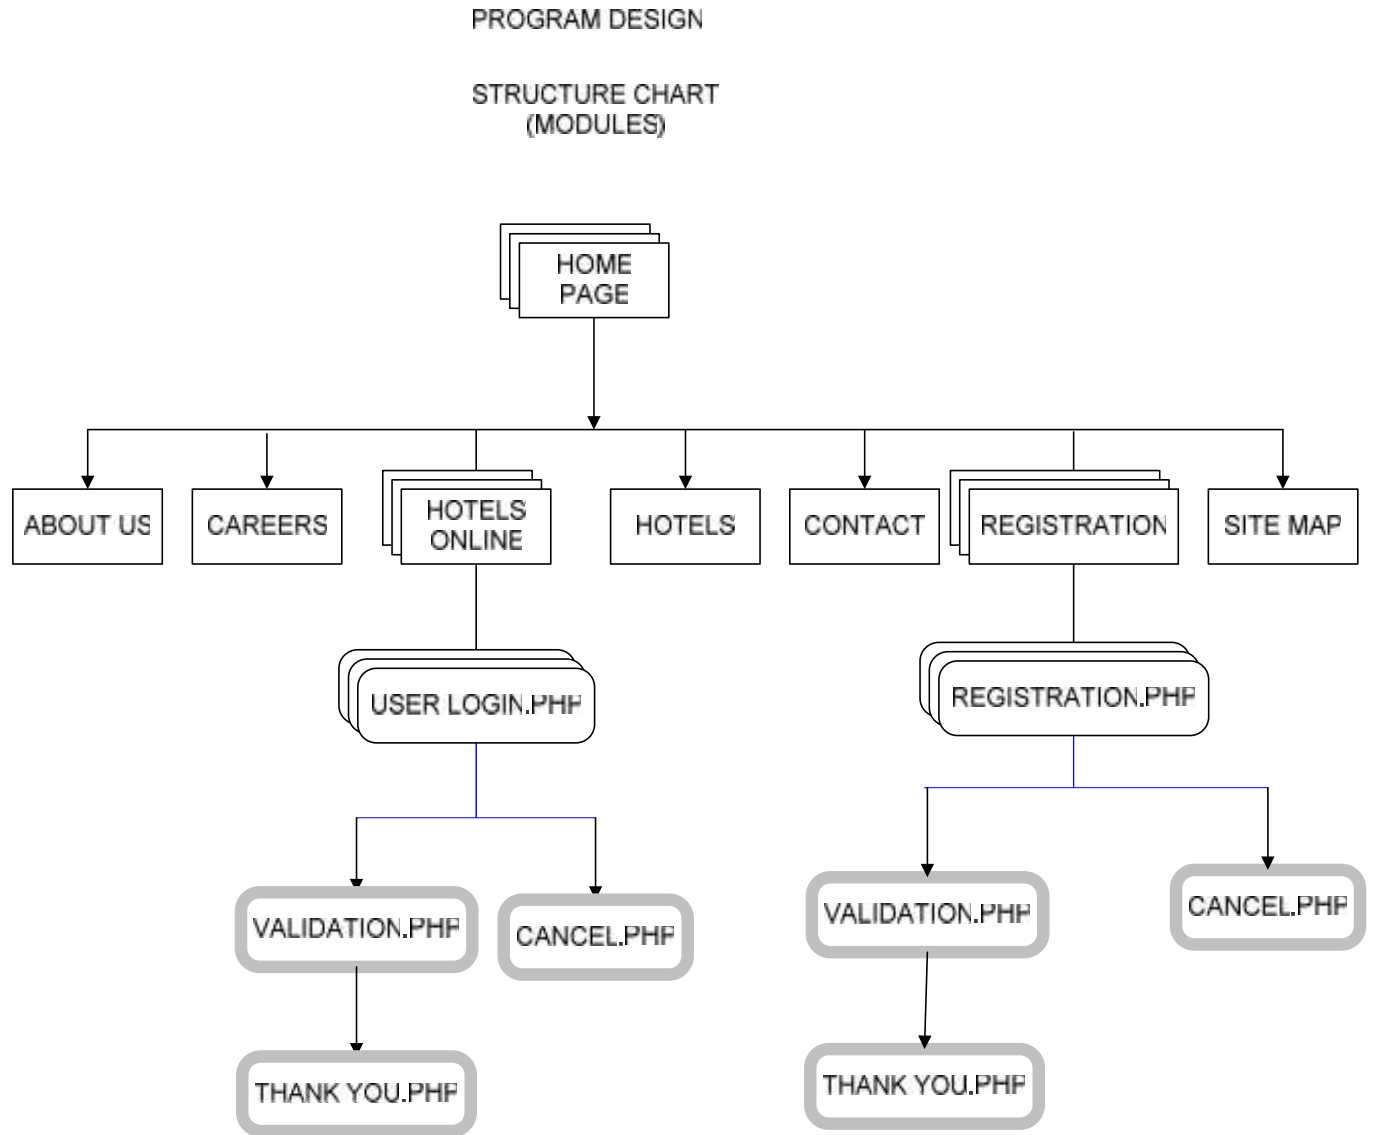 PROGRAM DESIGN
STRUCTURE CHART
(MODULES)
HOME
PAGE
ABOUT US
CAREERS
HOTELS
ONLINE
HOTELS
CONTACT
REGISTRATION
SITE MAP
USER LOGIN.PHP
REGISTRATION.PHP
VALIDATION.PHP
CANCEL.PHP
VALIDATION.PHP
CANCEL.PHP
THANK YOU.PHP
THANK YOU.PHP